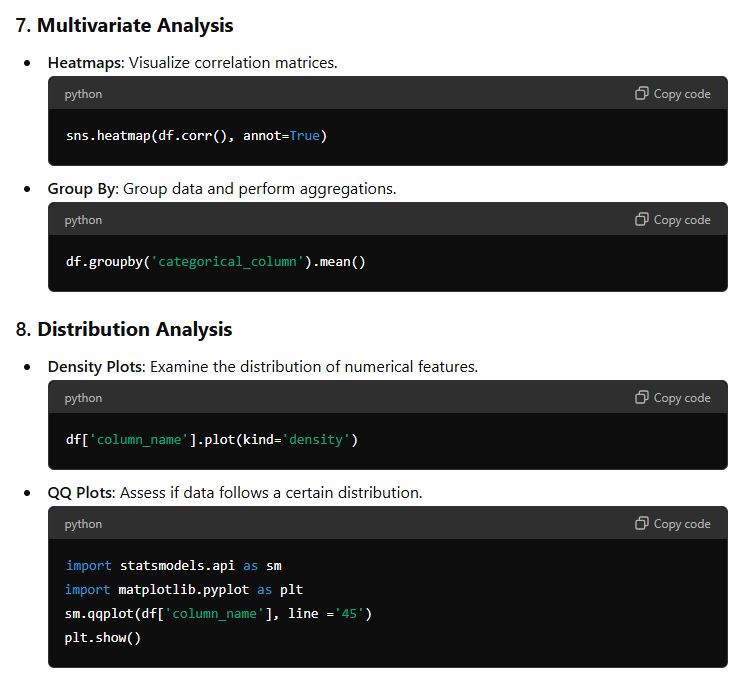 7. Multivariate Analysis
• Heatmaps: Visualize correlation matrices.
python Copy code
sns.heatmap(df.corr(), annot=True)
• Group By: Group data and perform aggregations.
python Copy code
df.groupby('categorical_column').mean()
8. Distribution Analysis
• Density Plots: Examine the distribution of numerical features.
python Copy code
df['column_name'].plot(kind='density')
• QQ Plots: Assess if data follows a certain distribution.
python Copy code
import statsmodels.api as sm
import matplotlib.pyplot as plt
sm.qqplot(df['column_name'], line ='45')
plt.show()